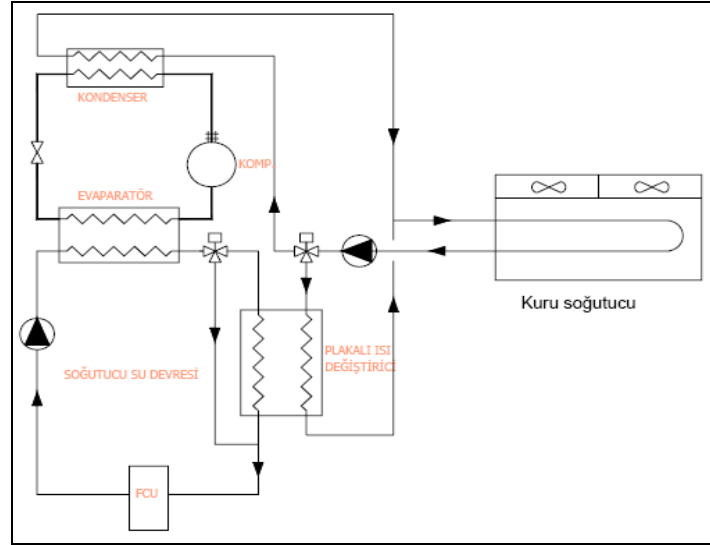 KONDENSER
KOMP.
EVAPARATÖR
Kuru soğutucu
PLAKALI ISI
DEĞİŞTİRİCİ
SOĞUTUCU SU DEVRESİ
FCU